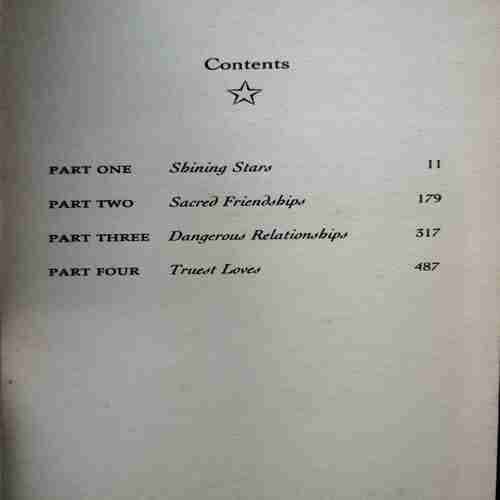 Contents
PART ONE Shining Stars 11
PART TWO Sacred Friendships 179
PART THREE Dangerous Relationships 317
PART FOUR Truest Loves 487